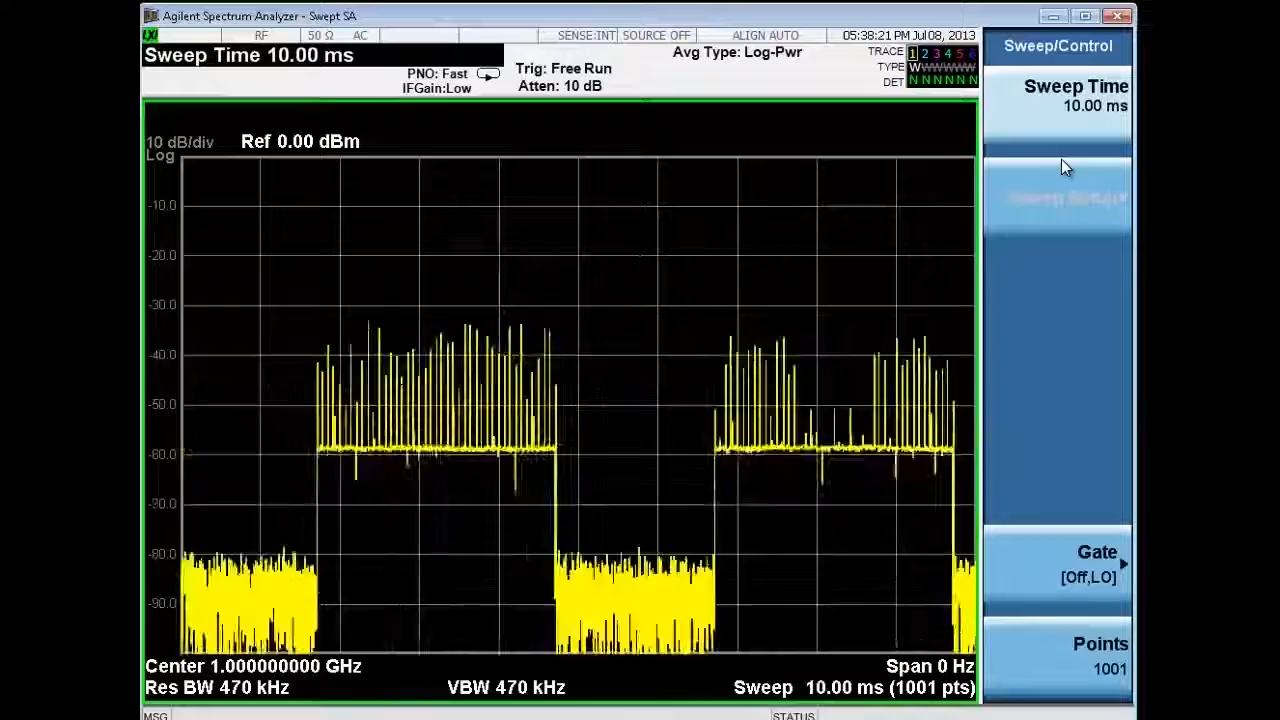 Agilent Spectrum Analyzer - Swept SA
RF 50 Ω AC SENSE:INT SOURCE OFF ALIGN AUTO 05:38:21 PM Jul 08, 2013
Sweep Time 10.00 ms
PNO: Fast
IFGain:Low
Trig: Free Run
Atten: 10 dB
Avg Type: Log-Pwr
TRACE 1 2 3 4 5 6
TYPE W W W W W W
DET N N N N N N
Sweep/Control
Sweep Time
10.00 ms
Sweep Setup
Gate
[Off,LO]
Points
1001
10 dB/div
Log
Ref 0.00 dBm
-10.0
-20.0
-30.0
-40.0
-50.0
-60.0
-80.0
-90.0
Center 1.000000000 GHz
Span 0 Hz
Res BW 470 kHz
VBW 470 kHz
Sweep 10.00 ms (1001 pts)
MSG
STATUS